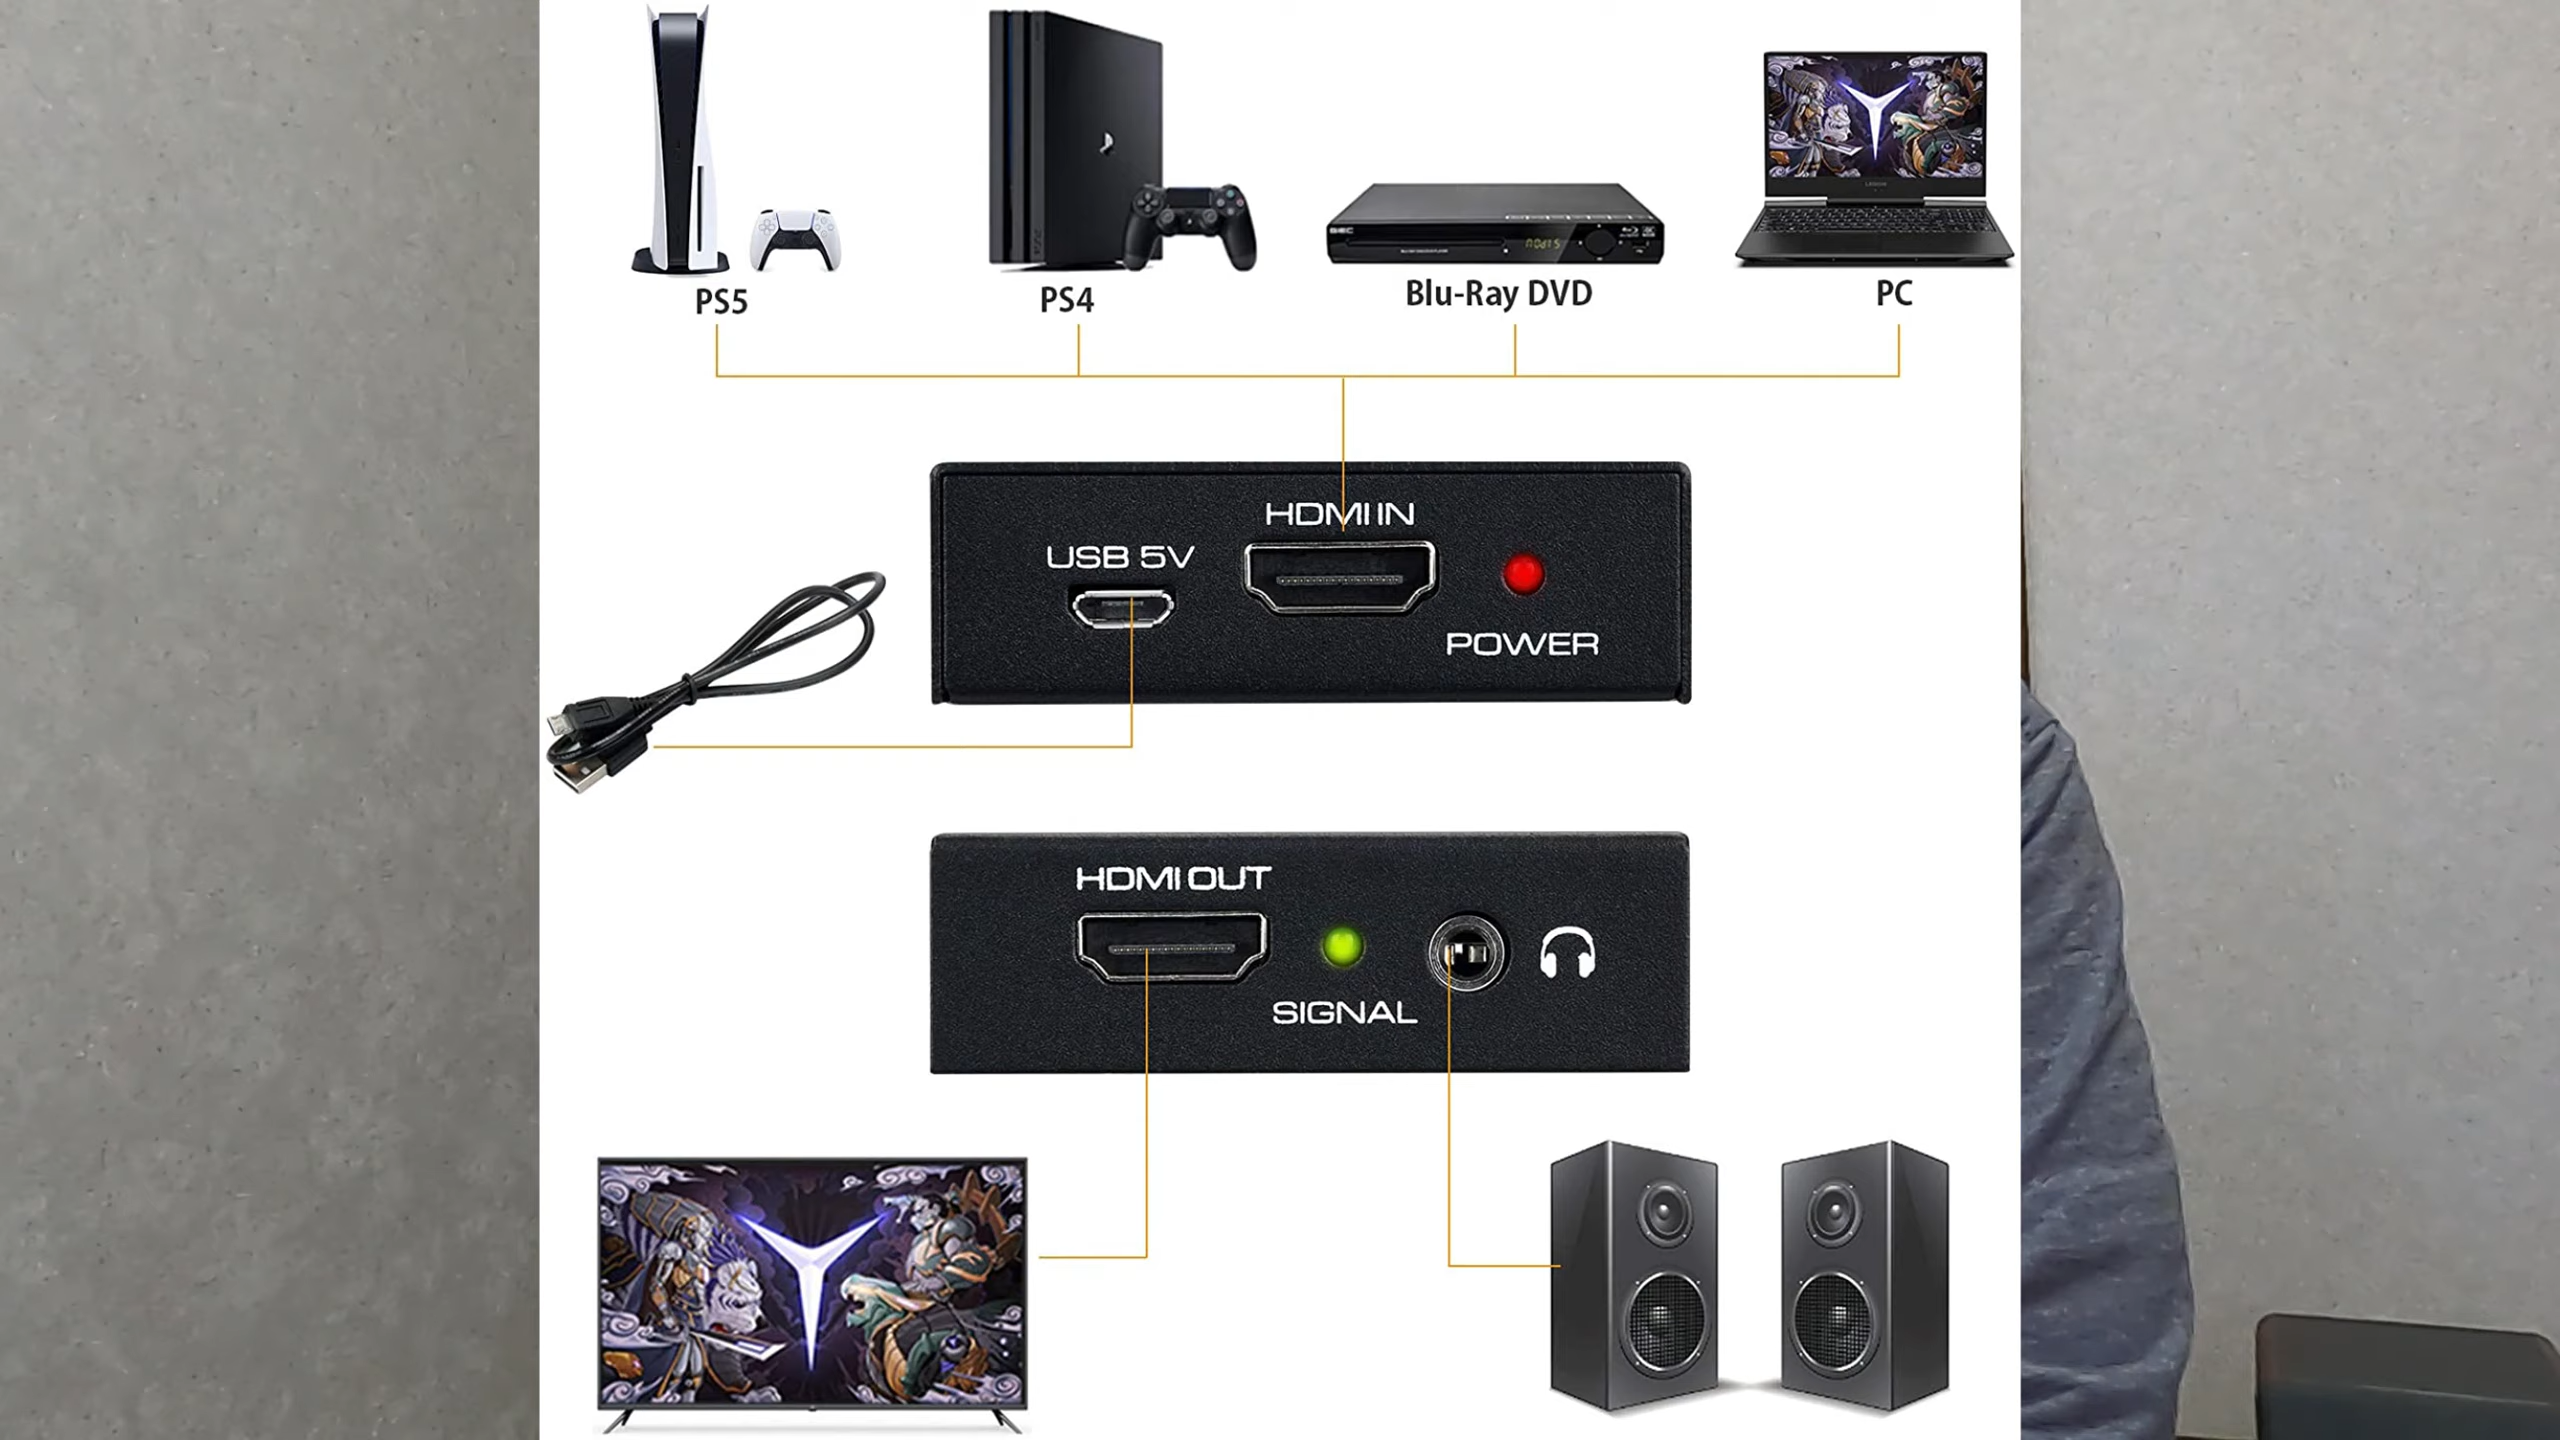 PS5
PS4
Blu-Ray DVD
PC
HDMI IN
USB 5V
POWER
HDMI OUT
SIGNAL